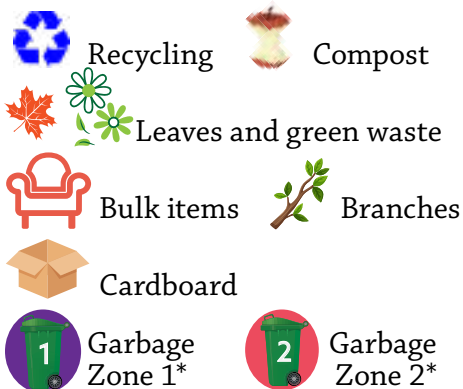 Recycling Compost
Leaves and green waste
Bulk items Branches
Cardboard
1 Garbage Zone 1*
2 Garbage Zone 2*